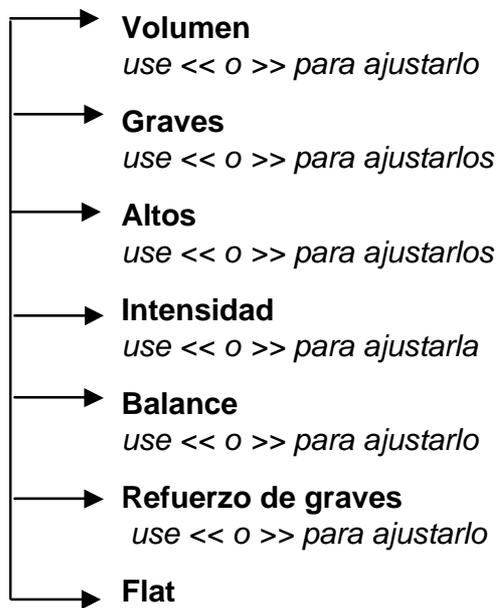 Volumen
use << o >> para ajustarlo
Graves
use << o >> para ajustarlos
Altos
use << o >> para ajustarlos
Intensidad
use << o >> para ajustarla
Balance
use << o >> para ajustarlo
Refuerzo de graves
use << o >> para ajustarlo
Flat